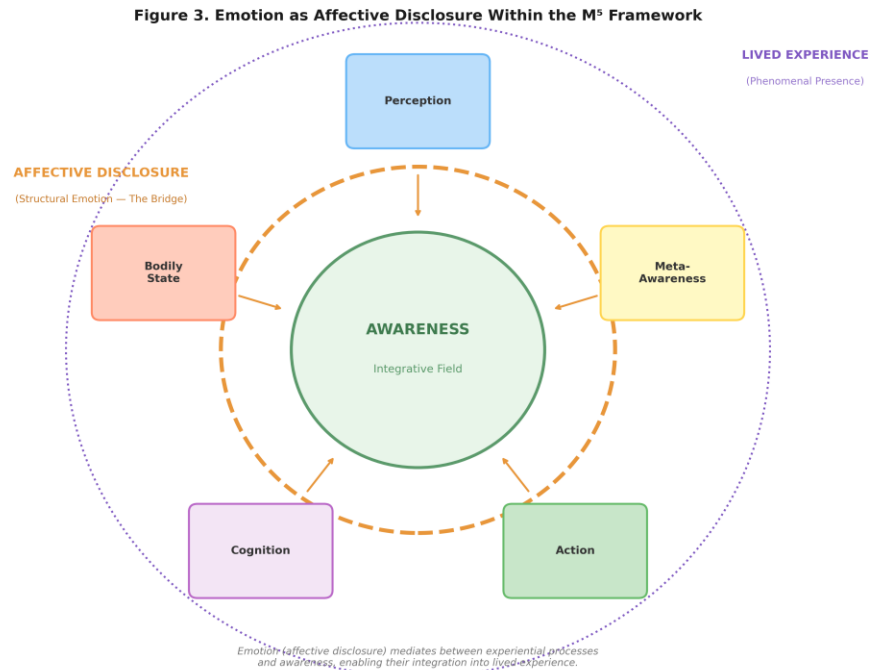 Figure 3. Emotion as Affective Disclosure Within the M⁵ Framework
LIVED EXPERIENCE
(Phenomenal Presence)
Perception
AFFECTIVE DISCLOSURE
(Structural Emotion — The Bridge)
Bodily
State
Meta-
Awareness
AWARENESS
Integrative Field
Cognition
Action
Emotion (affective disclosure) mediates between experiential processes
and awareness, enabling their integration into lived experience.